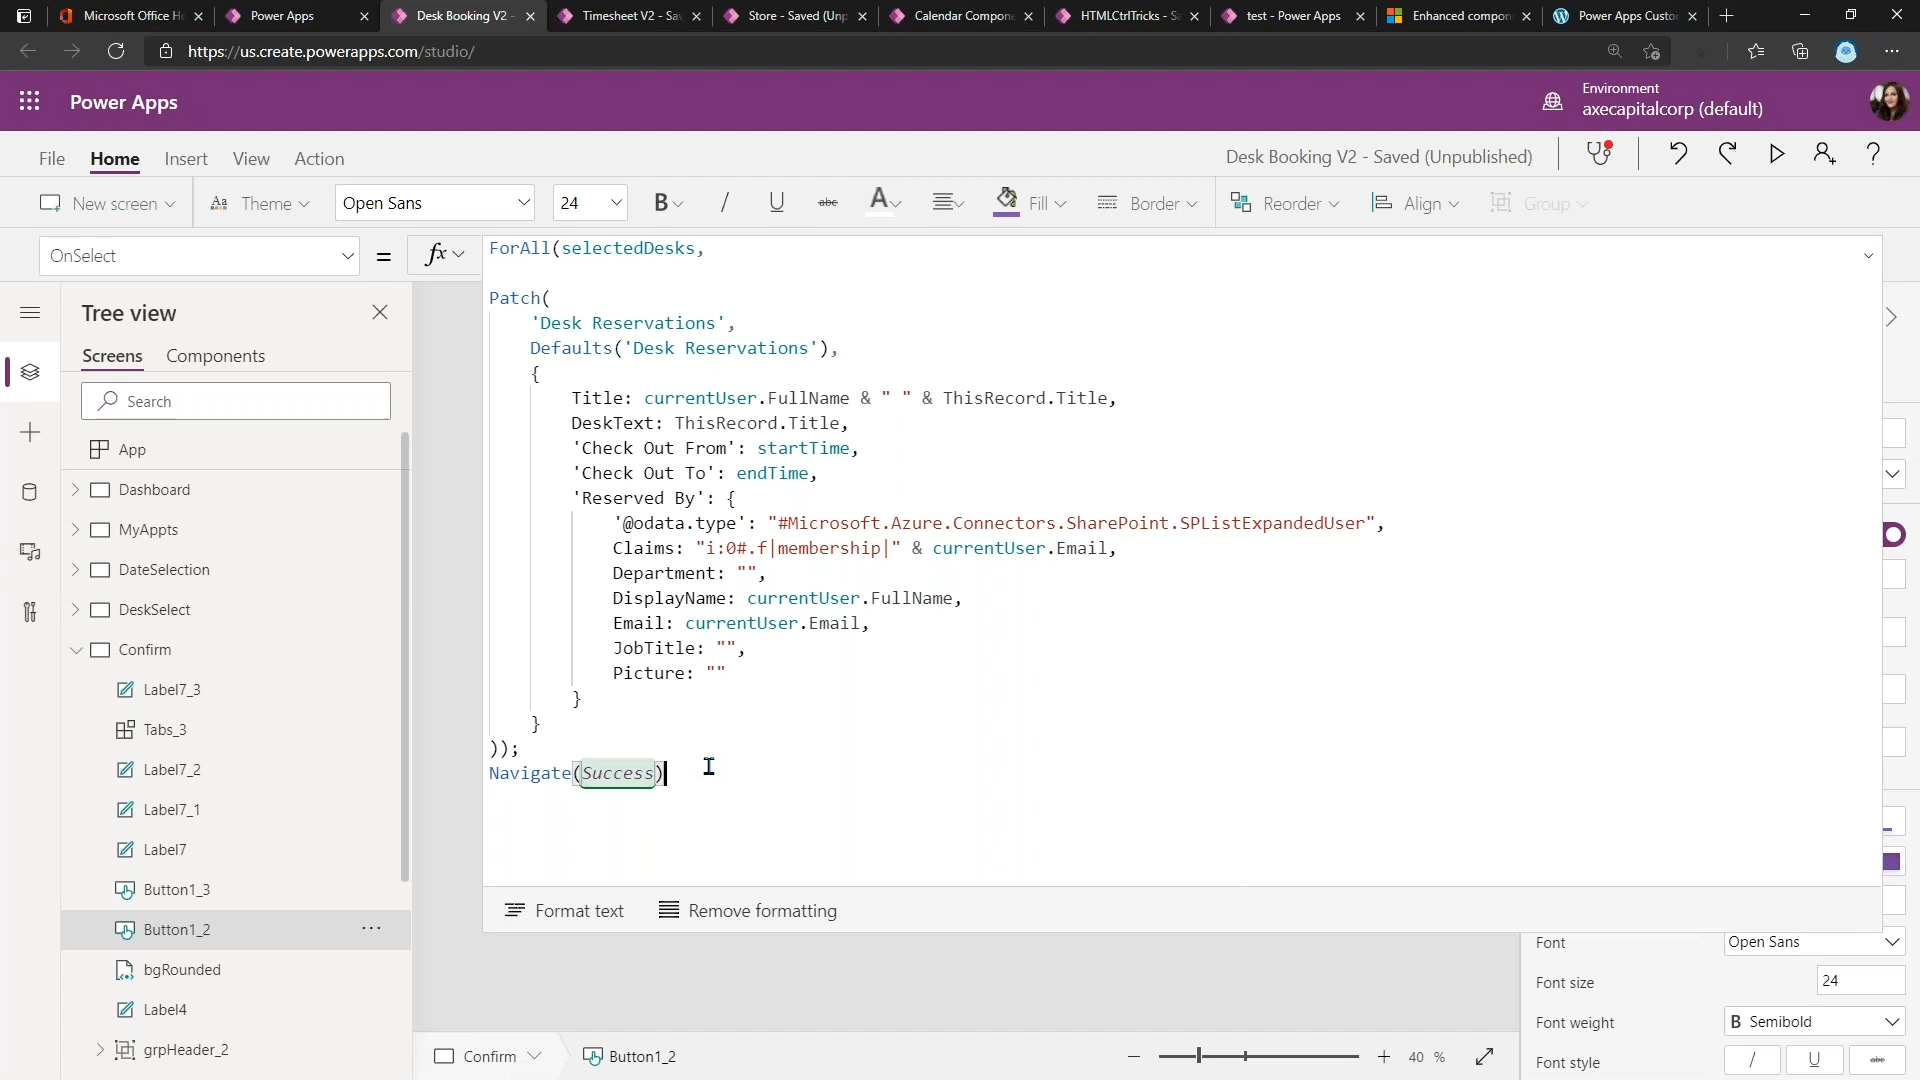 Microsoft Office H
Power Apps
Desk Booking V2 -
Timesheet V2 - Sa
Store - Saved (Unp
Calendar Compone
HTMLCtrlTricks - S
test - Power Apps
Enhanced compon
Power Apps Custo
https://us.create.powerapps.com/studio/
Power Apps
Environment
axecapitalcorp (default)
File Home Insert View Action
Desk Booking V2 - Saved (Unpublished)
New screen Theme Open Sans 24 B / U abc A Fill Border Reorder Align Group
OnSelect = fx
ForAll(selectedDesks,
Patch(
'Desk Reservations',
Defaults('Desk Reservations'),
{
Title: currentUser.FullName & " " & ThisRecord.Title,
DeskText: ThisRecord.Title,
'Check Out From': startTime,
'Check Out To': endTime,
'Reserved By': {
'@odata.type': "#Microsoft.Azure.Connectors.SharePoint.SPListExpandedUser",
Claims: "i:0#.f|membership|" & currentUser.Email,
Department: "",
DisplayName: currentUser.FullName,
Email: currentUser.Email,
JobTitle: "",
Picture: ""
}
}
));
Navigate(Success)
Format text Remove formatting
Tree view
Screens Components
Search
App
Dashboard
MyAppts
DateSelection
DeskSelect
Confirm
Label7_3
Tabs_3
Label7_2
Label7_1
Label7
Button1_3
Button1_2 ...
bgRounded
Label4
grpHeader_2
Confirm Button1_2
40 %
Font Open Sans
Font size 24
Font weight B Semibold
Font style / U abc